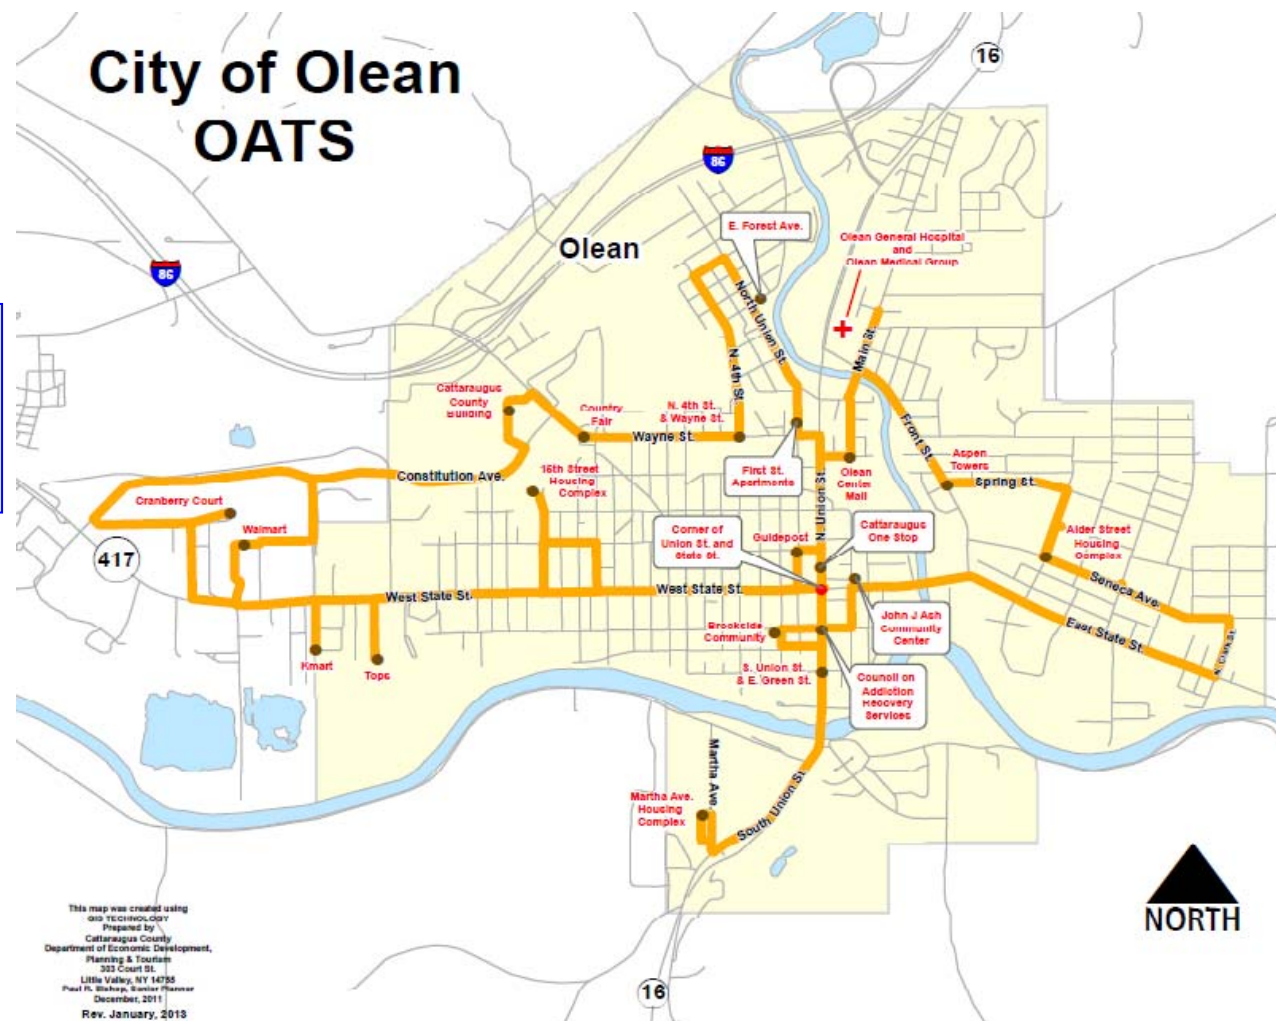 City of Olean
OATS
16
86
86
E. Forest Ave.
Olean General Hospital
and
Olean Medical Group
Olean
North Union St.
Main St.
N. 4th St.
Cattaraugus
County
Building
Country
Fair
N. 4th St.
& Wayne St.
Wayne St.
Front St.
First St.
Apartments
Olean
Center
Mall
Aspen
Towers
Spring St.
Constitution Ave.
16th Street
Housing
Complex
N. Union St.
Cranberry Court
Walmart
417
Corner of
Union St. and
State St.
Guidepost
Cattaraugus
One Stop
Alder Street
Housing
Complex
Seneca Ave.
West State St.
West State St.
East State St.
N. Clark St.
Brookside
Community
John J Ash
Community
Center
Kmart
Tops
S. Union St.
& E. Green St.
Council on
Addiction
Recovery
Services
Martha Ave.
Martha Ave.
Housing
Complex
South Union St.
NORTH
16
This map was created using
GIS TECHNOLOGY
Prepared by
Cattaraugus County
Department of Economic Development,
Planning & Tourism
303 Court St.
Little Valley, NY 14755
Paul R. Bishop, Senior Planner
December, 2011
Rev. January, 2013